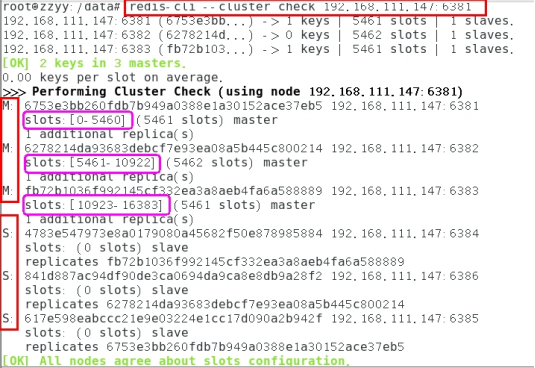 root@zzyy:/data# redis-cli --cluster check 192.168.111.147:6381
192.168.111.147:6381 (6753e3bb...) -> 1 keys | 5461 slots | 1 slaves.
192.168.111.147:6382 (6278214d...) -> 0 keys | 5462 slots | 1 slaves.
192.168.111.147:6383 (fb72b103...) -> 1 keys | 5461 slots | 1 slaves.
[OK] 2 keys in 3 masters.
0.00 keys per slot on average.
>>> Performing Cluster Check (using node 192.168.111.147:6381)
M: 6753e3bb260fdb7b949a0388e1a30152ace37eb5 192.168.111.147:6381
slots:[0-5460] (5461 slots) master
1 additional replica(s)
M: 6278214da93683debcf7e93ea08a5b445c800214 192.168.111.147:6382
slots:[5461-10922] (5462 slots) master
1 additional replica(s)
M: fb72b1036f992145cf332ea3a8aeb4fa6a588889 192.168.111.147:6383
slots:[10923-16383] (5461 slots) master
1 additional replica(s)
S: 4783e547973e8a0179080a45682f50e878985884 192.168.111.147:6384
slots: (0 slots) slave
replicates fb72b1036f992145cf332ea3a8aeb4fa6a588889
S: 841d887ac94df90de3ca0694da9ca8e8db9a28f2 192.168.111.147:6386
slots: (0 slots) slave
replicates 6278214da93683debcf7e93ea08a5b445c800214
S: 617e598eabccc21e9e03224e1cc17d090a2b942f 192.168.111.147:6385
slots: (0 slots) slave
replicates 6753e3bb260fdb7b949a0388e1a30152ace37eb5
[OK] All nodes agree about slots configuration.